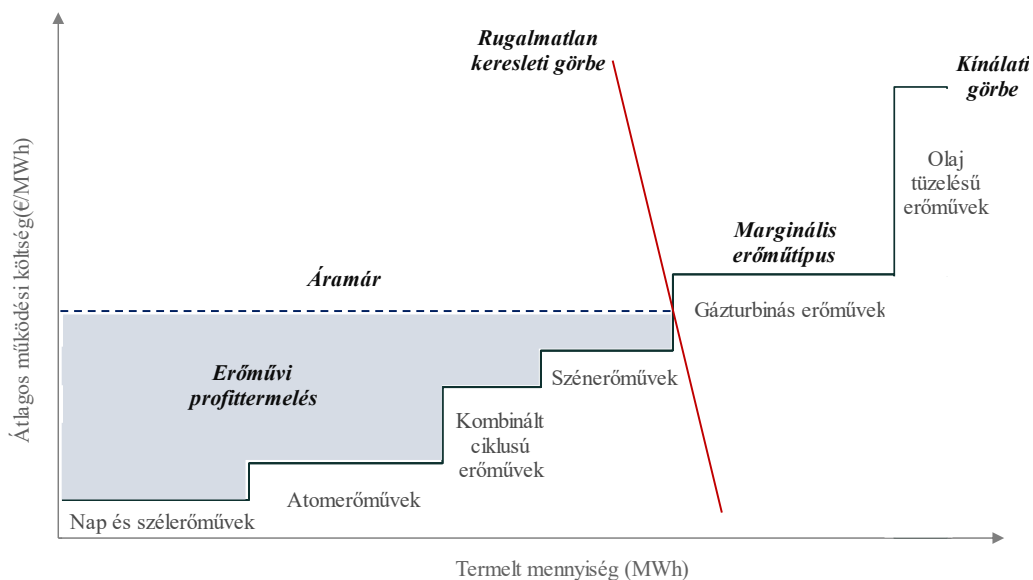 Rugalmatlan
keresleti görbe
Kínálati
görbe
Olaj
tüzelésű
erőművek
Marginális
erőműtípus
Áramár
Gázturbinás erőművek
Erőművi
profittermelés
Szénerőművek
Kombinált
ciklusú
erőművek
Atomerőművek
Nap és szélerőművek
Átlagos működési költség(€/MWh)
Termelt mennyiség (MWh)